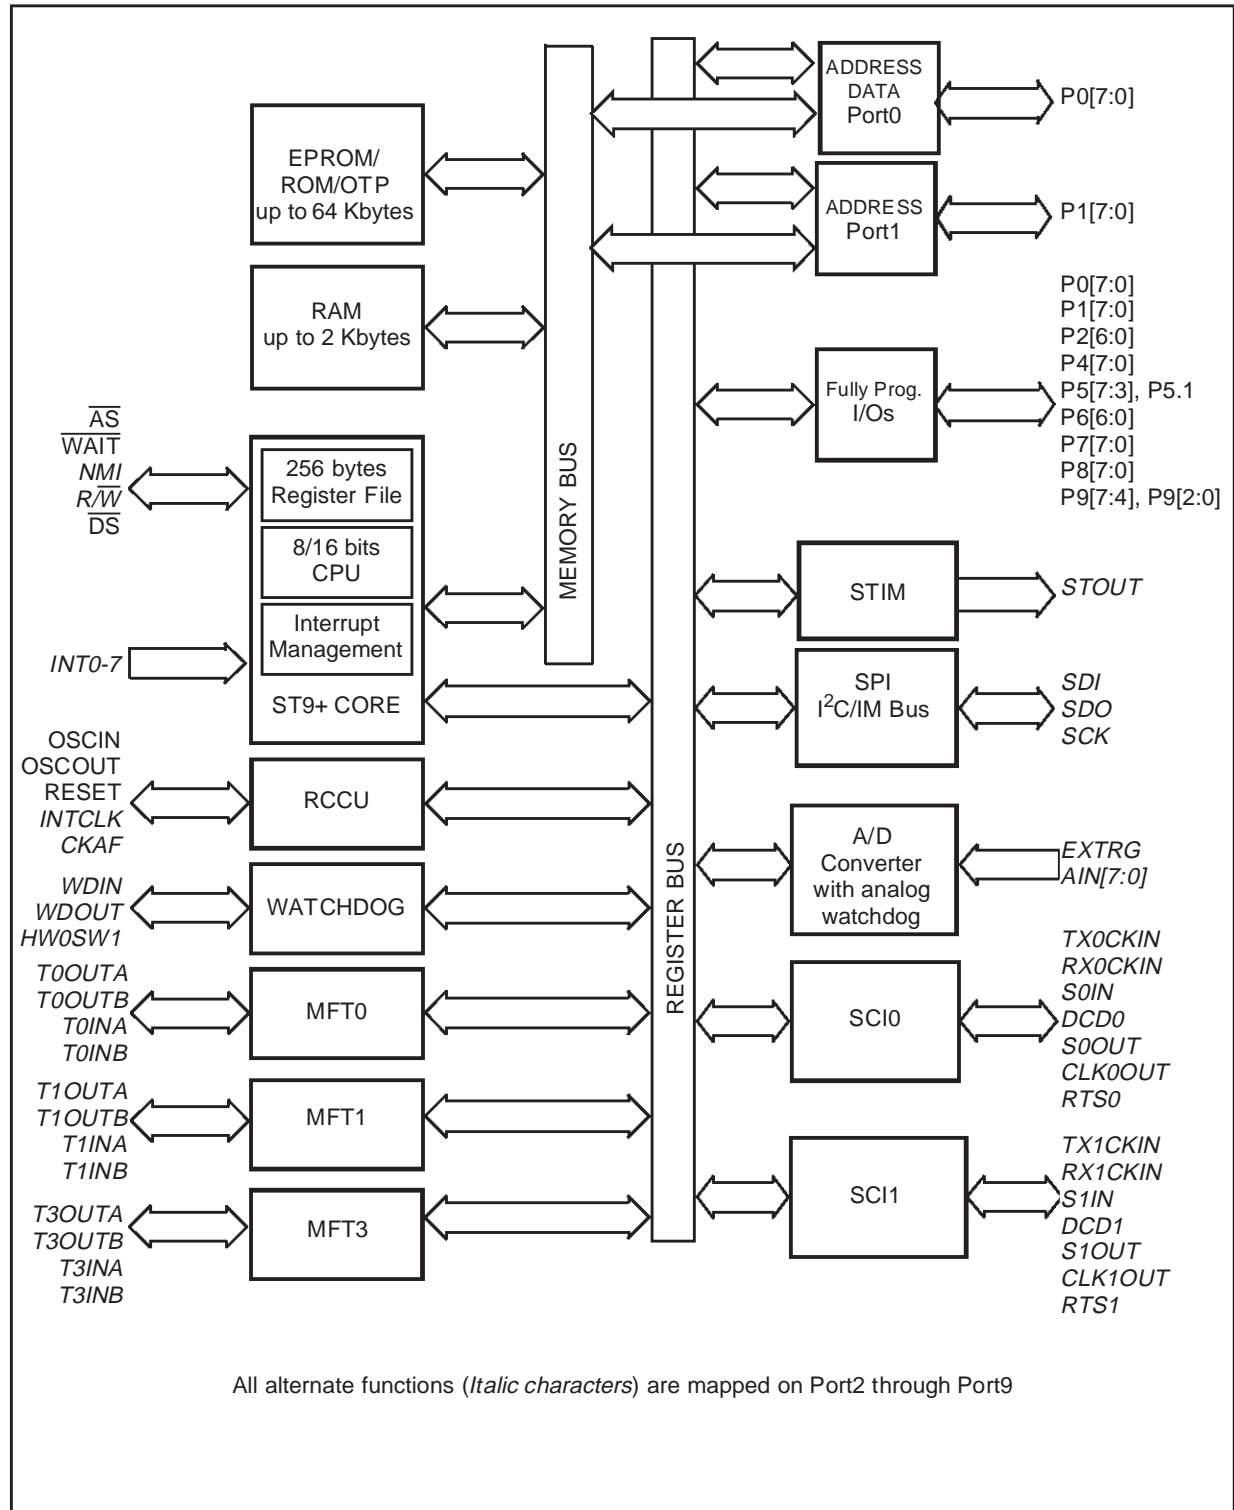 ADDRESS
DATA
Port0
P0[7:0]
EPROM/
ROM/OTP
up to 64 Kbytes
ADDRESS
Port1
P1[7:0]
RAM
up to 2 Kbytes
Fully Prog.
I/Os
P0[7:0]
P1[7:0]
P2[6:0]
P4[7:0]
P5[7:3], P5.1
P6[6:0]
P7[7:0]
P8[7:0]
P9[7:4], P9[2:0]
AS
WAIT
NMI
R/W
DS
256 bytes
Register File
8/16 bits
CPU
Interrupt
Management
ST9+ CORE
INT0-7
MEMORY BUS
REGISTER BUS
STIM
STOUT
SPI
I²C/IM Bus
SDI
SDO
SCK
OSCIN
OSCOUT
RESET
INTCLK
CKAF
RCCU
A/D
Converter
with analog
watchdog
EXTRG
AIN[7:0]
WDIN
WDOUT
HW0SW1
WATCHDOG
T0OUTA
T0OUTB
T0INA
T0INB
MFT0
SCI0
TX0CKIN
RX0CKIN
S0IN
DCD0
S0OUT
CLK0OUT
RTS0
T1OUTA
T1OUTB
T1INA
T1INB
MFT1
SCI1
TX1CKIN
RX1CKIN
S1IN
DCD1
S1OUT
CLK1OUT
RTS1
T3OUTA
T3OUTB
T3INA
T3INB
MFT3
All alternate functions (Italic characters) are mapped on Port2 through Port9